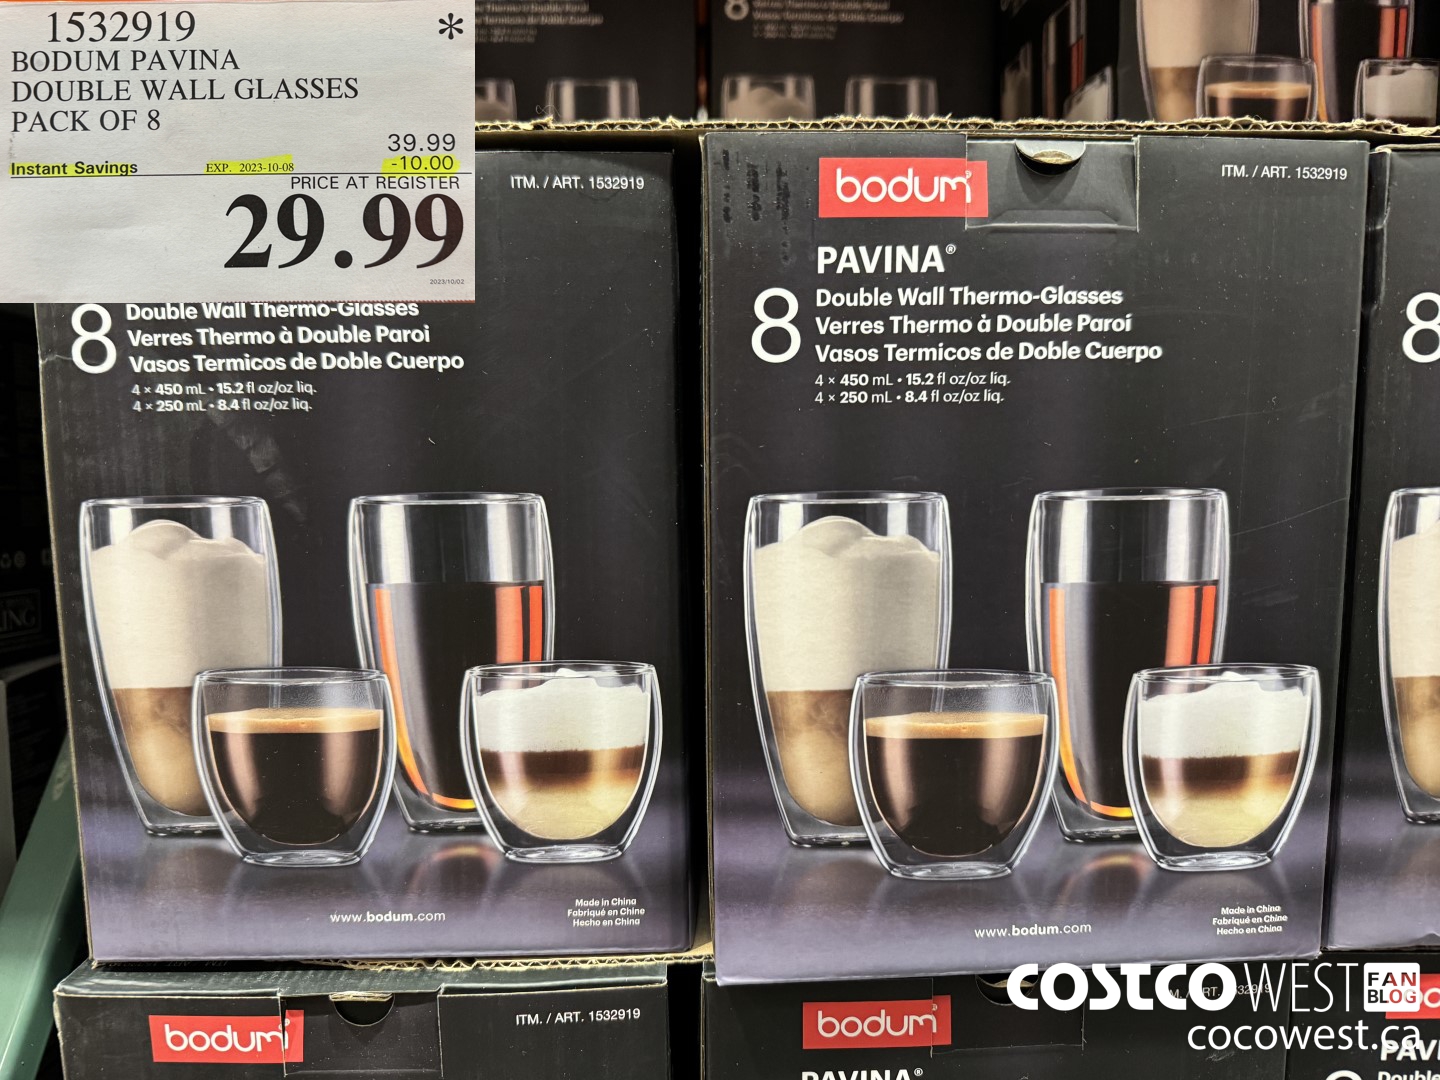 1532919 *
BODUM PAVINA
DOUBLE WALL GLASSES
PACK OF 8
39.99
Instant Savings EXP. 2023-10-08 -10.00
PRICE AT REGISTER
29.99
2023/10/02
ITM. / ART. 1532919
8
Double Wall Thermo-Glasses
Verres Thermo à Double Paroi
Vasos Termicos de Doble Cuerpo
4 × 450 mL • 15.2 fl oz/oz liq.
4 × 250 mL • 8.4 fl oz/oz liq.
www.bodum.com
Made in China
Fabriqué en Chine
Hecho en China
bodum®
ITM. / ART. 1532919
PAVINA®
8
Double Wall Thermo-Glasses
Verres Thermo à Double Paroi
Vasos Termicos de Doble Cuerpo
4 × 450 mL • 15.2 fl oz/oz liq.
4 × 250 mL • 8.4 fl oz/oz liq.
www.bodum.com
Made in China
Fabriqué en Chine
Hecho en China
8
bodum
ITM. / ART. 1532919
bodum
PAVINA®
COSTCO WEST FAN BLOG
cocowest.ca